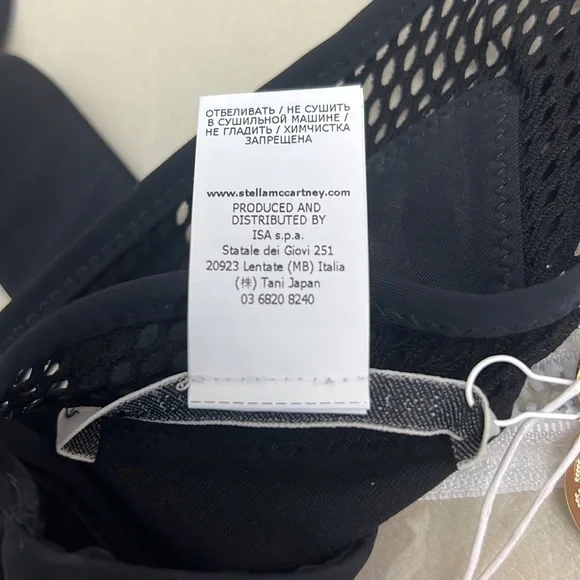 ОТБЕЛИВАТЬ / НЕ СУШИТЬ
В СУШИЛЬНОЙ МАШИНЕ /
НЕ ГЛАДИТЬ / ХИМЧИСТКА
ЗАПРЕЩЕНА
www.stellamccartney.com
PRODUCED AND
DISTRIBUTED BY
ISA s.p.a.
Statale dei Giovi 251
20923 Lentate (MB) Italia
(株) Tani Japan
03 6820 8240